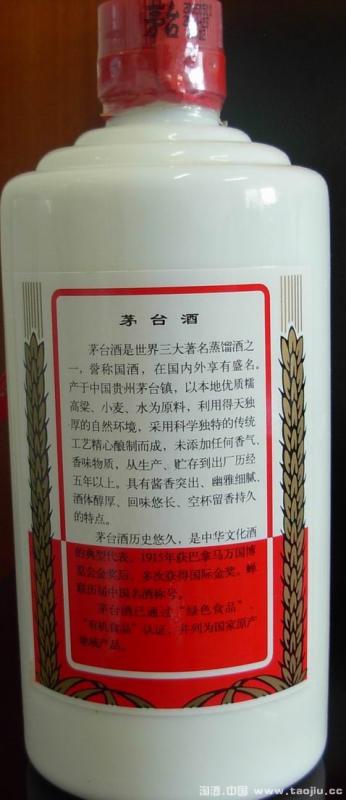 茅台
茅台酒
茅台酒是世界三大著名蒸馏酒之
一，誉称国酒，在国内外享有盛名。
产于中国贵州茅台镇，以本地优质糯
高粱、小麦、水为原料，利用得天独
厚的自然环境，采用科学独特的传统
工艺精心酿制而成，未添加任何香气、
香味物质，从生产、贮存到出厂历经
五年以上。具有酱香突出、幽雅细腻、
酒体醇厚、回味悠长、空杯留香持久
的特点。
茅台酒历史悠久，是中华文化酒
的典型代表。1915年获巴拿马万国博
览会金奖后，多次获得国际金奖，蝉
联历届中国名酒称号。
茅台酒已通过“绿色食品”、
“有机食品”认证，并列为国家原产
地域产品。
淘酒.中国 www.taojiu.cc